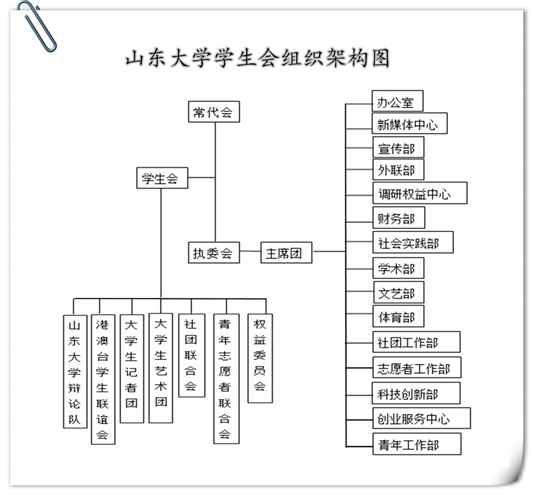 山东大学学生会组织架构图
常代会
学生会
执委会
主席团
办公室
新媒体中心
宣传部
外联部
调研权益中心
财务部
社会实践部
学术部
文艺部
体育部
社团工作部
志愿者工作部
科技创新部
创业服务中心
青年工作部
山东大学辩论队
港澳台学生联谊会
大学生记者团
大学生艺术团
社团联合会
青年志愿者联合会
权益委员会